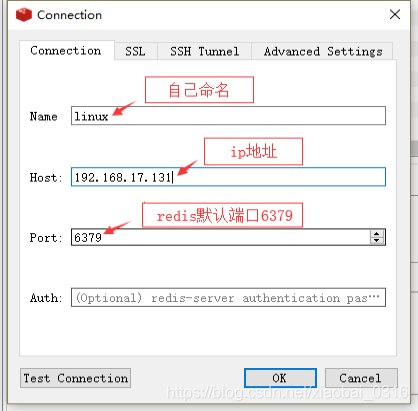 Connection
Connection SSL SSH Tunnel Advanced Settings
自己命名
Name linux
ip地址
Host: 192.168.17.131
redis默认端口6379
Port: 6379
Auth: (Optional) redis-server authentication pas…
Test Connection OK Cancel
https://blog.csdn.net/xiaobai_0316